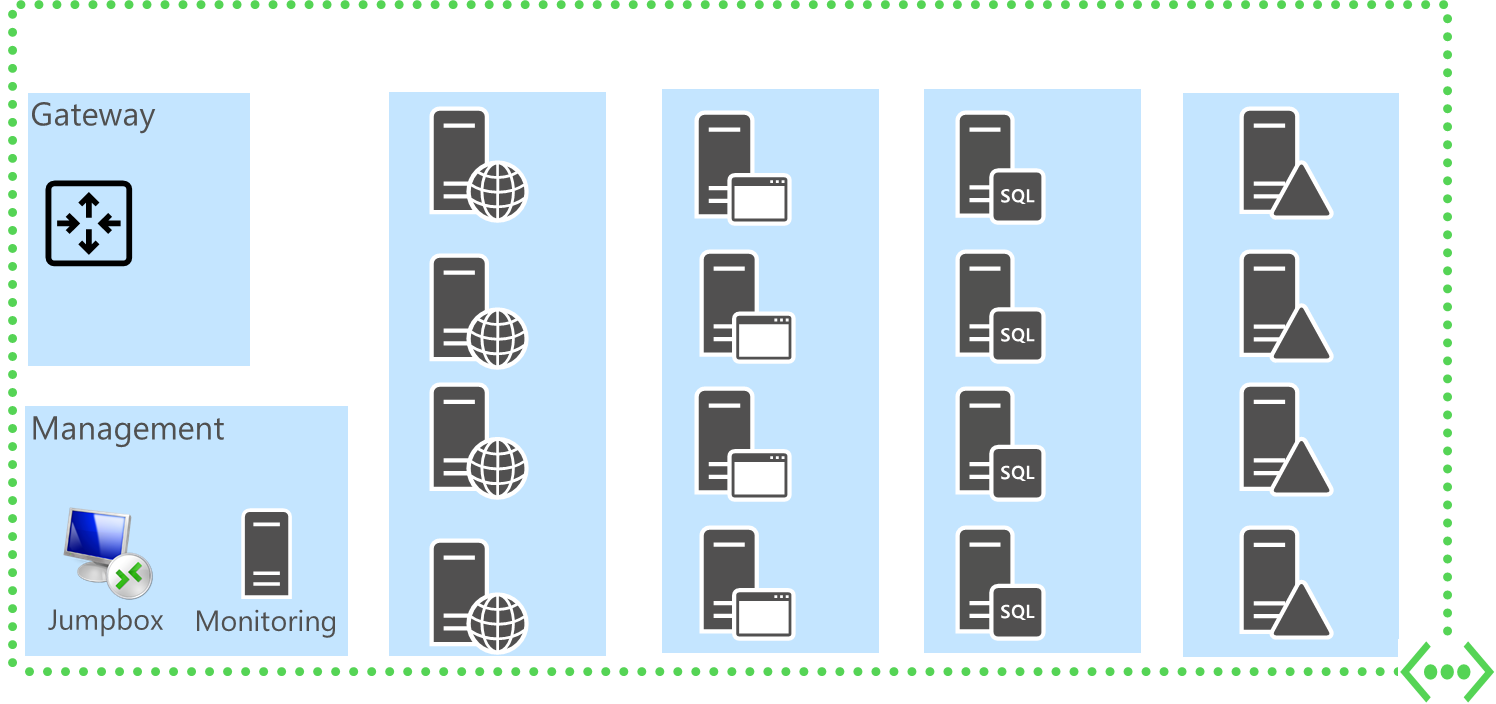 Gateway
SQL
SQL
Management
SQL
Jumpbox
Monitoring
SQL